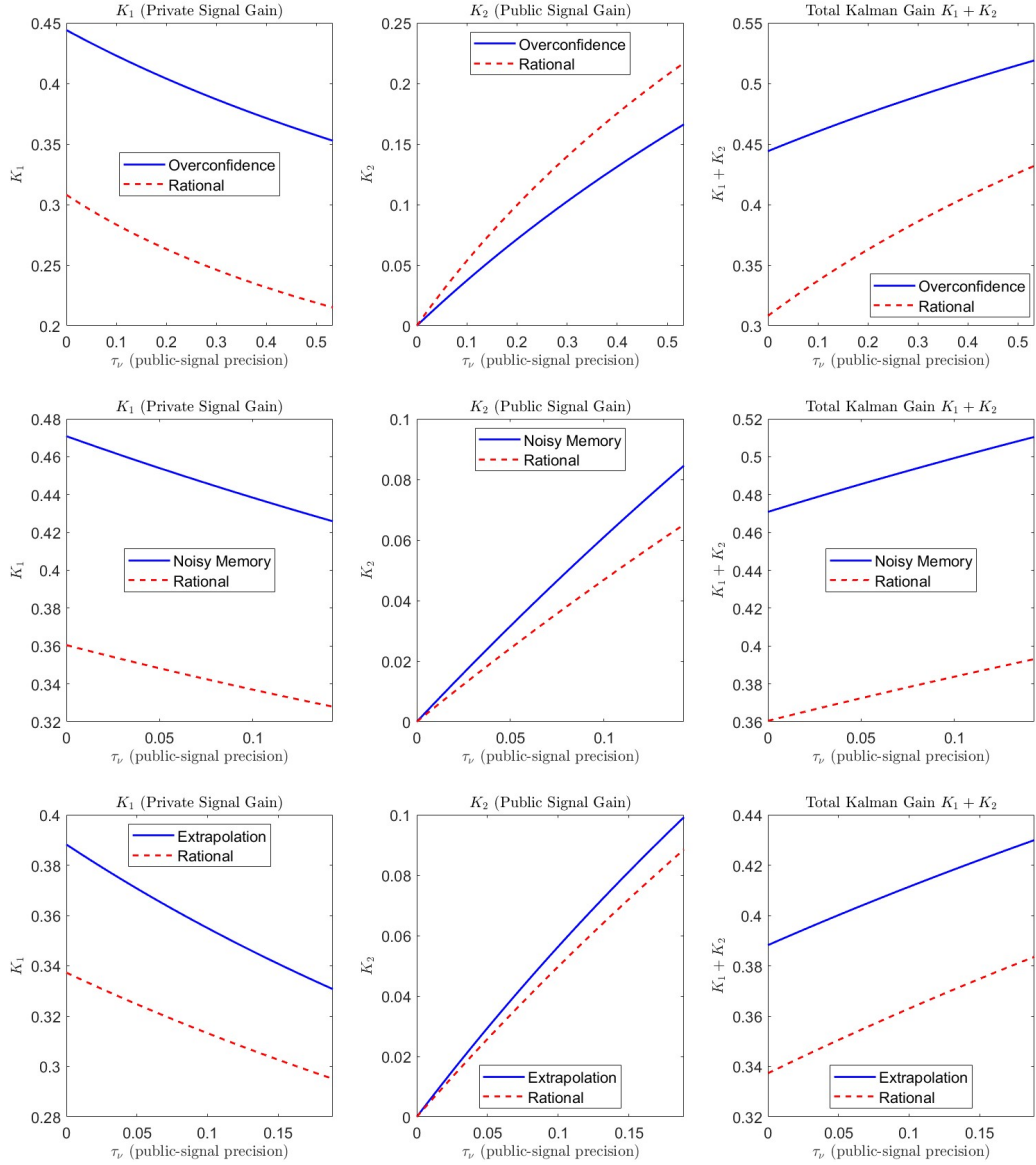 K₁ (Private Signal Gain)
0.45
0.4
0.35
0.3
0.25
0.2
K₁
Overconfidence
Rational
0 0.1 0.2 0.3 0.4 0.5
τ_ν (public-signal precision)
K₂ (Public Signal Gain)
0.25
0.2
0.15
0.1
0.05
0
K₂
Overconfidence
Rational
0 0.1 0.2 0.3 0.4 0.5
τ_ν (public-signal precision)
Total Kalman Gain K₁ + K₂
0.55
0.5
0.45
0.4
0.35
0.3
K₁ + K₂
Overconfidence
Rational
0 0.1 0.2 0.3 0.4 0.5
τ_ν (public-signal precision)
K₁ (Private Signal Gain)
0.48
0.46
0.44
0.42
0.4
0.38
0.36
0.34
0.32
K₁
Noisy Memory
Rational
0 0.05 0.1
τ_ν (public-signal precision)
K₂ (Public Signal Gain)
0.1
0.08
0.06
0.04
0.02
0
K₂
Noisy Memory
Rational
0 0.05 0.1
τ_ν (public-signal precision)
Total Kalman Gain K₁ + K₂
0.52
0.5
0.48
0.46
0.44
0.42
0.4
0.38
0.36
K₁ + K₂
Noisy Memory
Rational
0 0.05 0.1
τ_ν (public-signal precision)
K₁ (Private Signal Gain)
0.4
0.38
0.36
0.34
0.32
0.3
0.28
K₁
Extrapolation
Rational
0 0.05 0.1 0.15
τ_ν (public-signal precision)
K₂ (Public Signal Gain)
0.1
0.08
0.06
0.04
0.02
0
K₂
Extrapolation
Rational
0 0.05 0.1 0.15
τ_ν (public-signal precision)
Total Kalman Gain K₁ + K₂
0.44
0.42
0.4
0.38
0.36
0.34
0.32
K₁ + K₂
Extrapolation
Rational
0 0.05 0.1 0.15
τ_ν (public-signal precision)